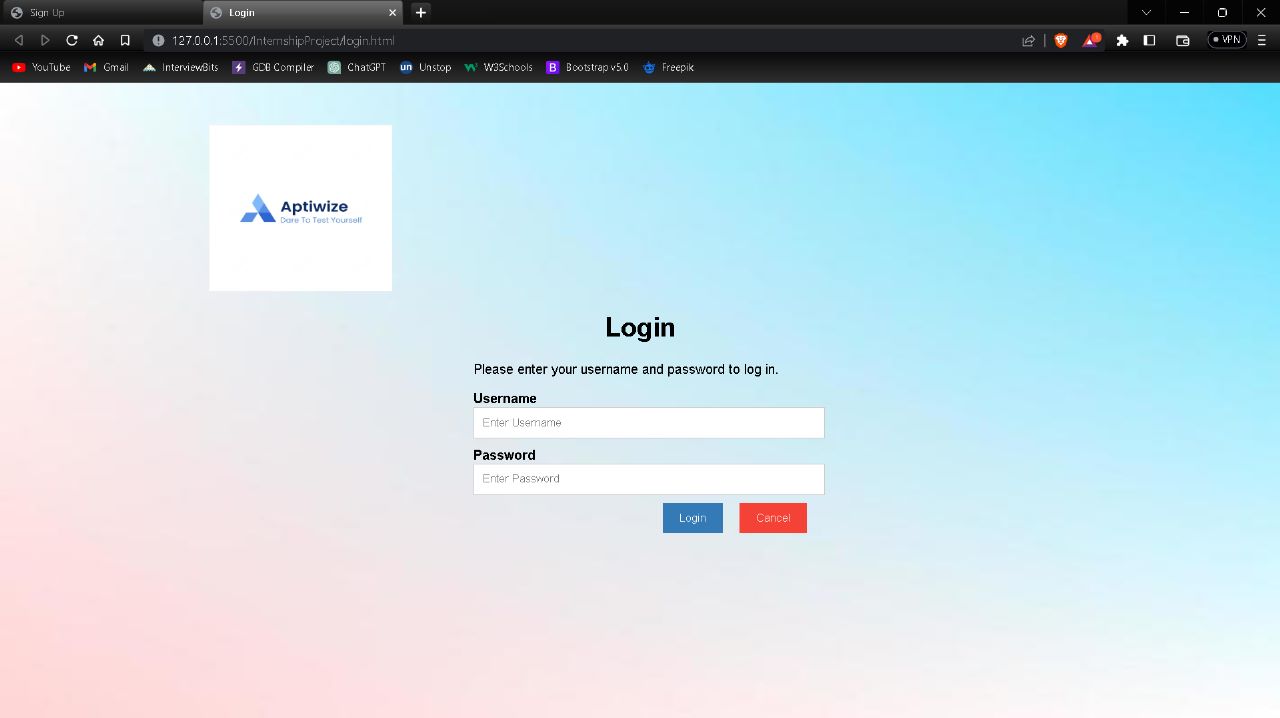 Sign Up
Login
127.0.0.1:5500/InternshipProject/login.html
1
VPN
YouTube
Gmail
InterviewBits
GDB Compiler
ChatGPT
un Unstop
W3Schools
B Bootstrap v5.0
Freepik
Aptiwize
Dare To Test Yourself
Login
Please enter your username and password to log in.
Username
Enter Username
Password
Enter Password
Login Cancel